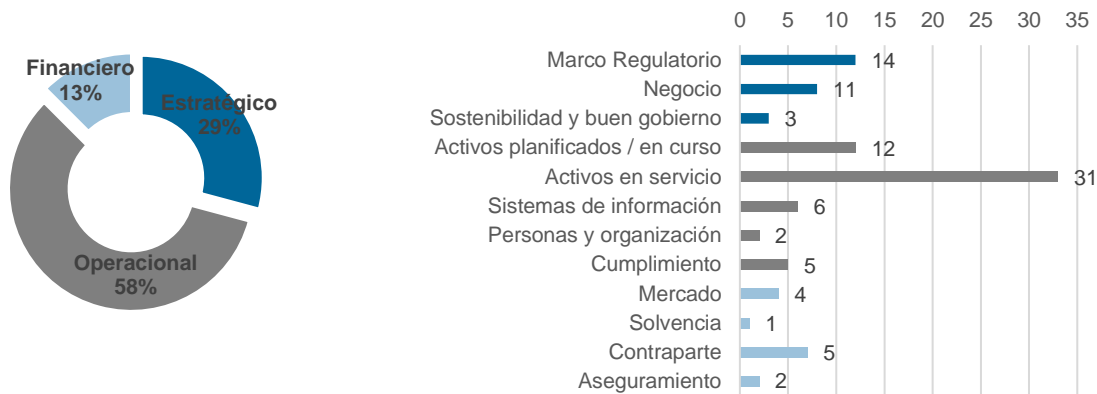 Financiero
13%
Estratégico
29%
Operacional
58%
0 5 10 15 20 25 30 35
Marco Regulatorio 14
Negocio 11
Sostenibilidad y buen gobierno 3
Activos planificados / en curso 12
Activos en servicio 31
Sistemas de información 6
Personas y organización 2
Cumplimiento 5
Mercado 4
Solvencia 1
Contraparte 5
Aseguramiento 2